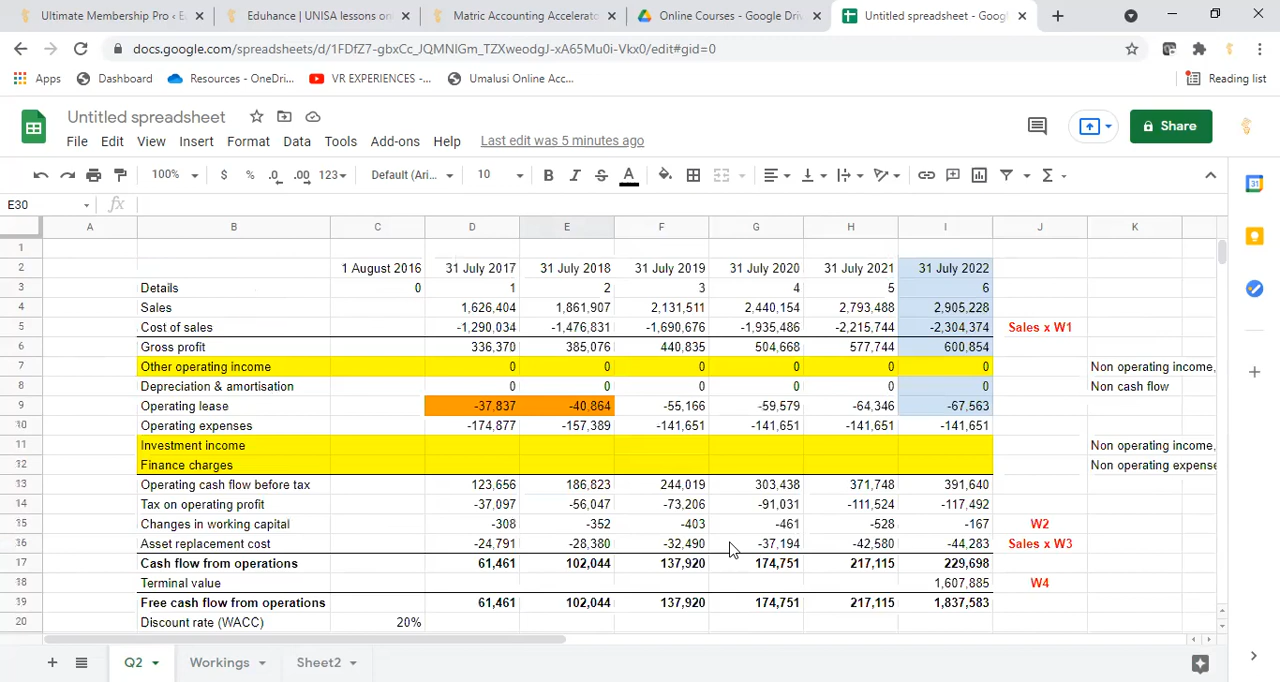 Ultimate Membership Pro ‹ E
Eduhance | UNISA lessons on
Matric Accounting Accelerato
Online Courses - Google Driv
Untitled spreadsheet - Goog
docs.google.com/spreadsheets/d/1FDfZ7-gbxCc_JQMNIGm_TZXweodgJ-xA65Mu0i-Vkx0/edit#gid=0
Apps Dashboard Resources - OneDri... VR EXPERIENCES -... Umalusi Online Acc... Reading list
Untitled spreadsheet
File Edit View Insert Format Data Tools Add-ons Help Last edit was 5 minutes ago Share
100% $ % .0 .00 123 Default (Ari... 10 B I S A
E30 fx
A B C D E F G H I J K
1
2 1 August 2016 31 July 2017 31 July 2018 31 July 2019 31 July 2020 31 July 2021 31 July 2022
3 Details 0 1 2 3 4 5 6
4 Sales 1,626,404 1,861,907 2,131,511 2,440,154 2,793,488 2,905,228
5 Cost of sales -1,290,034 -1,476,831 -1,690,676 -1,935,486 -2,215,744 -2,304,374 Sales x W1
6 Gross profit 336,370 385,076 440,835 504,668 577,744 600,854
7 Other operating income 0 0 0 0 0 0 Non operating income,
8 Depreciation & amortisation 0 0 0 0 0 0 Non cash flow
9 Operating lease -37,837 -40,864 -55,166 -59,579 -64,346 -67,563
10 Operating expenses -174,877 -157,389 -141,651 -141,651 -141,651 -141,651
11 Investment income Non operating income,
12 Finance charges Non operating expense
13 Operating cash flow before tax 123,656 186,823 244,019 303,438 371,748 391,640
14 Tax on operating profit -37,097 -56,047 -73,206 -91,031 -111,524 -117,492
15 Changes in working capital -308 -352 -403 -461 -528 -167 W2
16 Asset replacement cost -24,791 -28,380 -32,490 -37,194 -42,580 -44,283 Sales x W3
17 Cash flow from operations 61,461 102,044 137,920 174,751 217,115 229,698
18 Terminal value 1,607,885 W4
19 Free cash flow from operations 61,461 102,044 137,920 174,751 217,115 1,837,583
20 Discount rate (WACC) 20%
Q2 Workings Sheet2